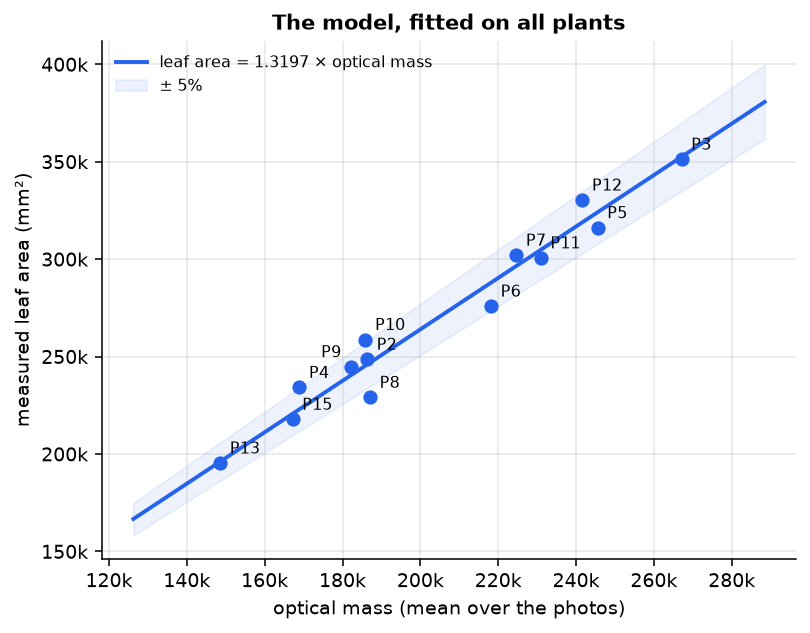 The model, fitted on all plants
leaf area = 1.3197 × optical mass
± 5%
400k
350k
300k
250k
200k
150k
measured leaf area (mm²)
P3
P12
P5
P7
P11
P6
P10
P2
P9
P4
P8
P15
P13
120k
140k
160k
180k
200k
220k
240k
260k
280k
optical mass (mean over the photos)